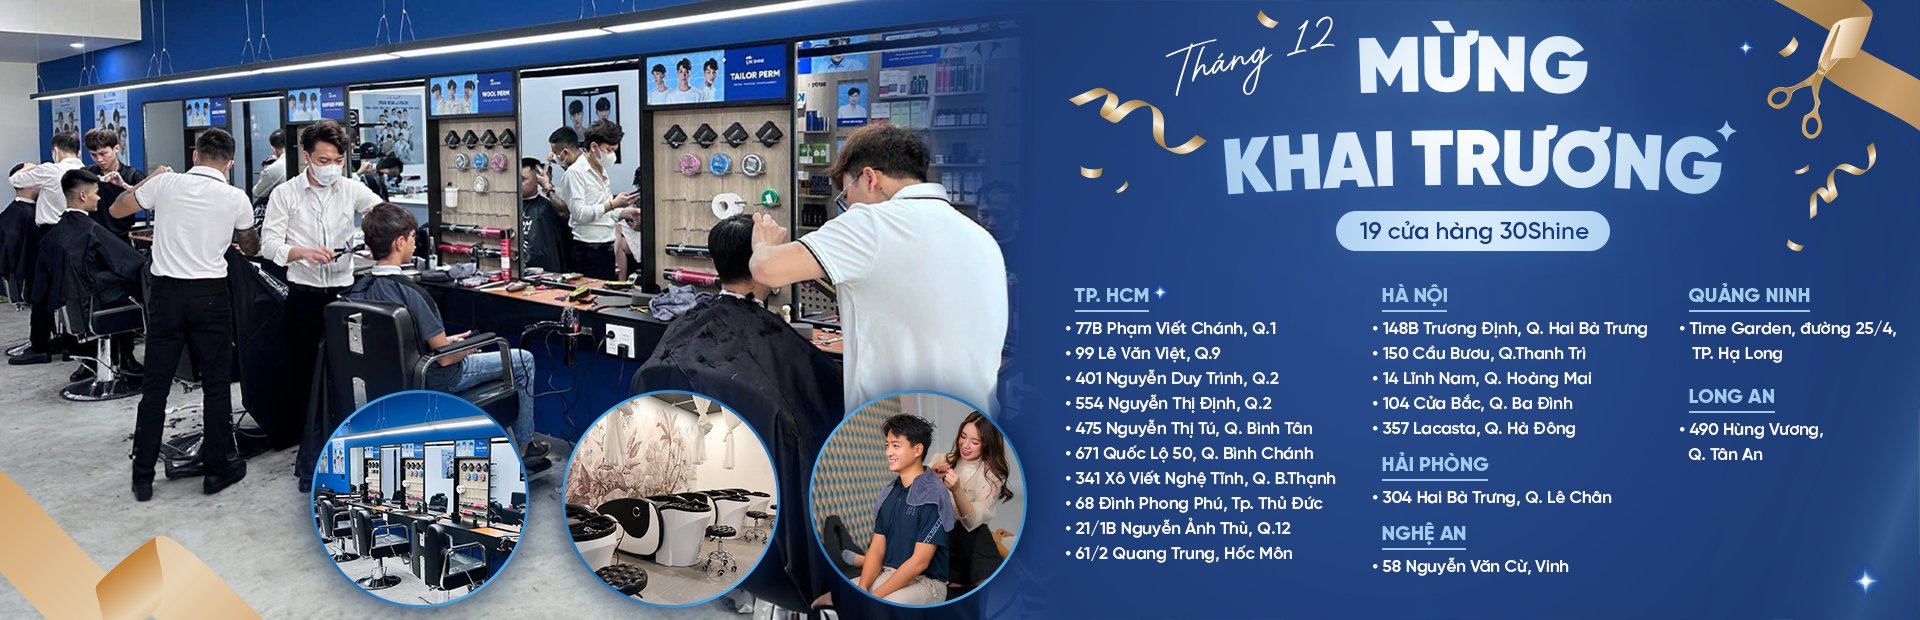 30 SHINE
WOOL PERM
30 SHINE
TAILOR PERM
RUFFLED PERM
Tháng 12
MỪNG
KHAI TRƯƠNG
19 cửa hàng 30Shine
TP. HCM
• 77B Phạm Viết Chánh, Q.1
• 99 Lê Văn Việt, Q.9
• 401 Nguyễn Duy Trinh, Q.2
• 554 Nguyễn Thị Định, Q.2
• 475 Nguyễn Thị Tú, Q. Bình Tân
• 671 Quốc Lộ 50, Q. Bình Chánh
• 341 Xô Viết Nghệ Tĩnh, Q. B.Thạnh
• 68 Đình Phong Phú, Tp. Thủ Đức
• 21/1B Nguyễn Ảnh Thủ, Q.12
• 61/2 Quang Trung, Hốc Môn
HÀ NỘI
• 148B Trương Định, Q. Hai Bà Trưng
• 150 Cầu Bươu, Q.Thanh Trì
• 14 Lĩnh Nam, Q. Hoàng Mai
• 104 Cửa Bắc, Q. Ba Đình
• 357 Lacasta, Q. Hà Đông
HẢI PHÒNG
• 304 Hai Bà Trưng, Q. Lê Chân
NGHỆ AN
• 58 Nguyễn Văn Cừ, Vinh
QUẢNG NINH
• Time Garden, đường 25/4,
TP. Hạ Long
LONG AN
• 490 Hùng Vương,
Q. Tân An